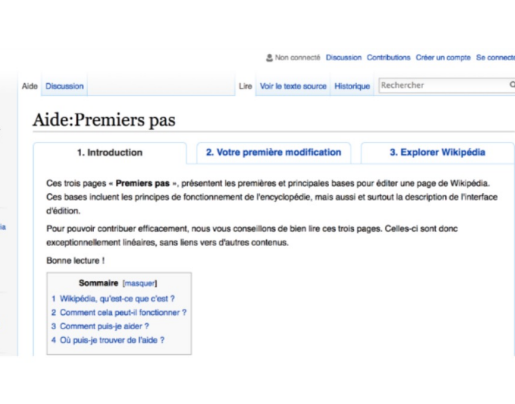 Non connecté Discussion Contributions Créer un compte Se connecte
Aide Discussion Lire Voir le texte source Historique Rechercher
Aide:Premiers pas
1. Introduction 2. Votre première modification 3. Explorer Wikipédia
Ces trois pages « Premiers pas », présentent les premières et principales bases pour éditer une page de Wikipédia.
Ces bases incluent les principes de fonctionnement de l'encyclopédie, mais aussi et surtout la description de l'interface
d'édition.
Pour pouvoir contribuer efficacement, nous vous conseillons de bien lire ces trois pages. Celles-ci sont donc
exceptionnellement linéaires, sans liens vers d'autres contenus.
Bonne lecture !
Sommaire [masquer]
1 Wikipédia, qu'est-ce que c'est ?
2 Comment cela peut-il fonctionner ?
3 Comment puis-je aider ?
4 Où puis-je trouver de l'aide ?